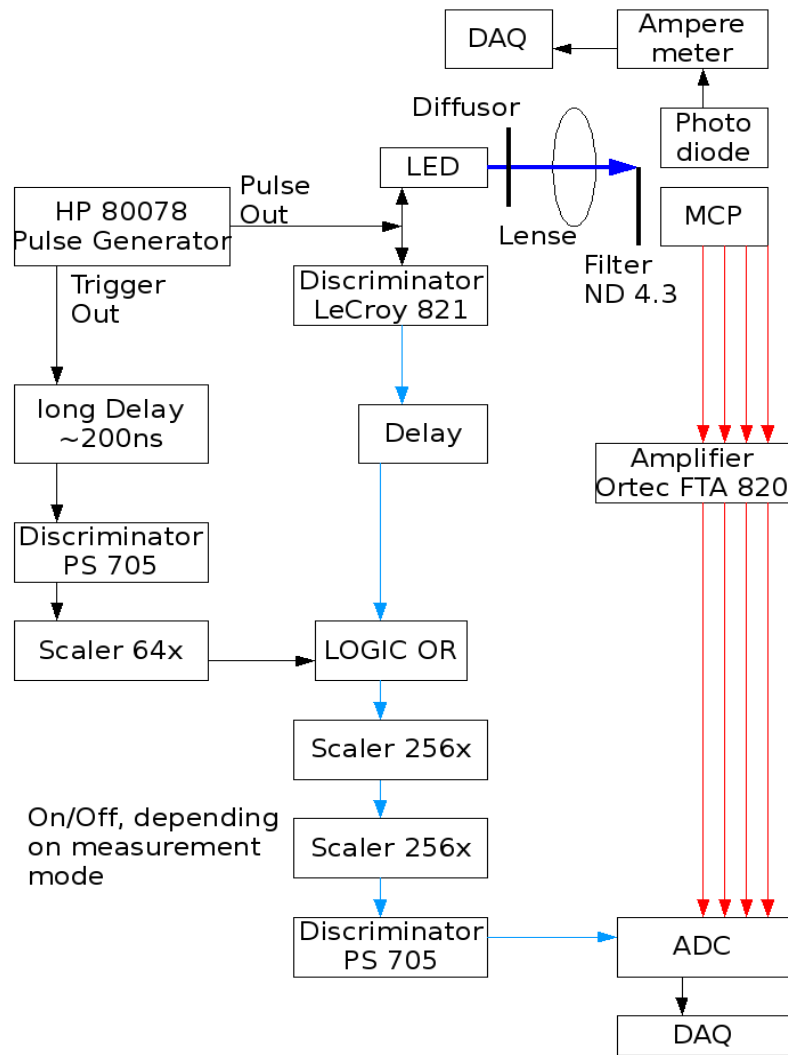 DAQ
Ampere
meter
Diffusor
Photo
diode
LED
Pulse
Out
HP 80078
Pulse Generator
MCP
Lense
Filter
ND 4.3
Trigger
Out
Discriminator
LeCroy 821
long Delay
~200ns
Delay
Amplifier
Ortec FTA 820
Discriminator
PS 705
Scaler 64x
LOGIC OR
Scaler 256x
On/Off, depending
on measurement
mode
Scaler 256x
Discriminator
PS 705
ADC
DAQ